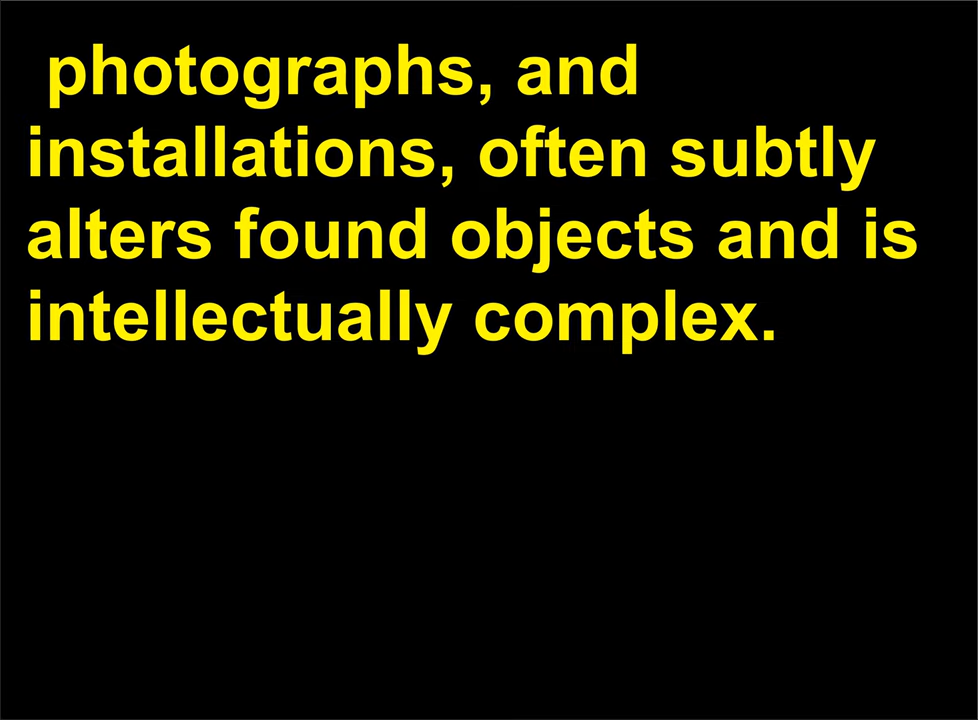 photographs, and
installations, often subtly
alters found objects and is
intellectually complex.